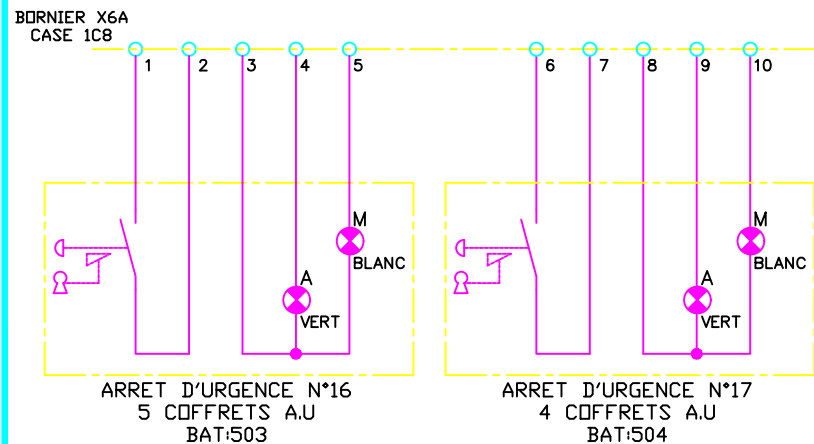 BORNIER X6A
CASE 1C8
1 2 3 4 5 6 7 8 9 10
M M
BLANC BLANC
A A
VERT VERT
ARRET D'URGENCE N°16
5 COFFRETS A.U
BAT:503
ARRET D'URGENCE N°17
4 COFFRETS A.U
BAT:504